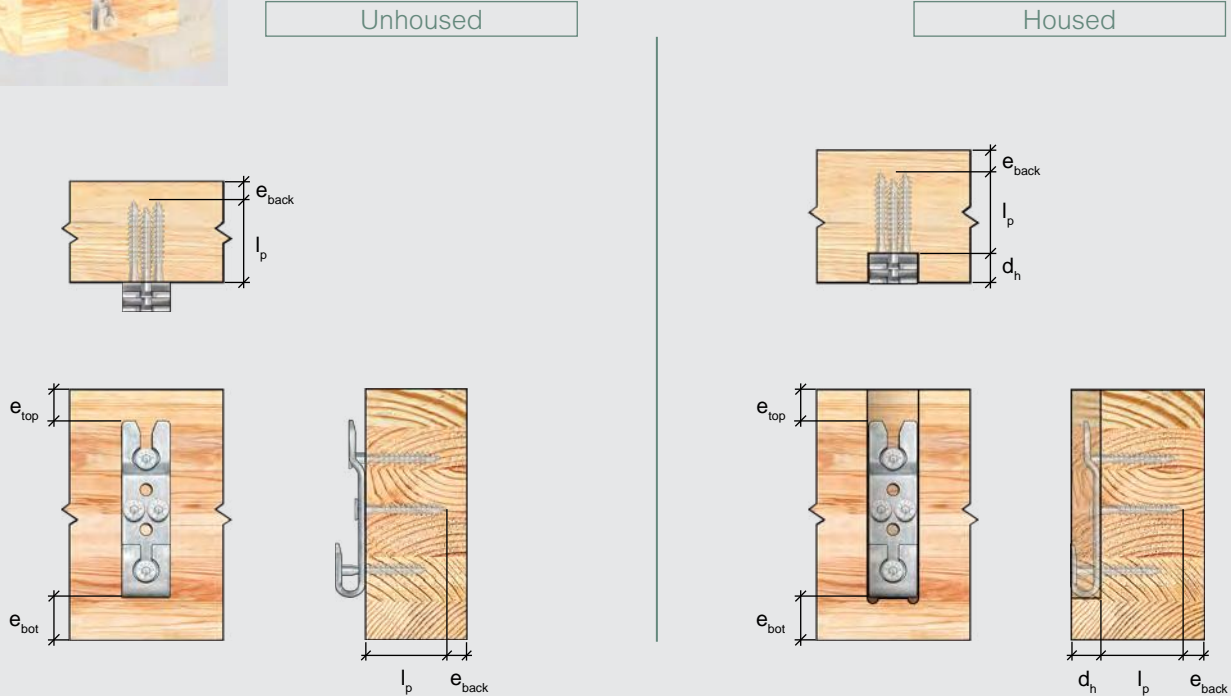 Unhoused
e_back
l_p
e_top
e_bot
l_p e_back
Housed
e_back
l_p
d_h
e_top
e_bot
d_h l_p e_back